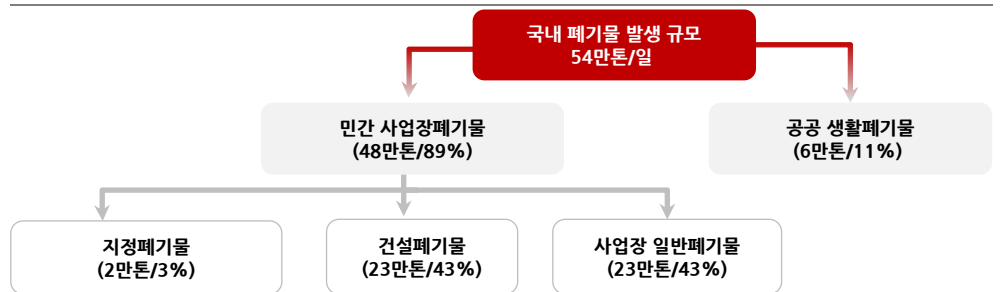 국내 폐기물 발생 규모
54만톤/일
민간 사업장폐기물
(48만톤/89%)
공공 생활폐기물
(6만톤/11%)
지정폐기물
(2만톤/3%)
건설폐기물
(23만톤/43%)
사업장 일반폐기물
(23만톤/43%)